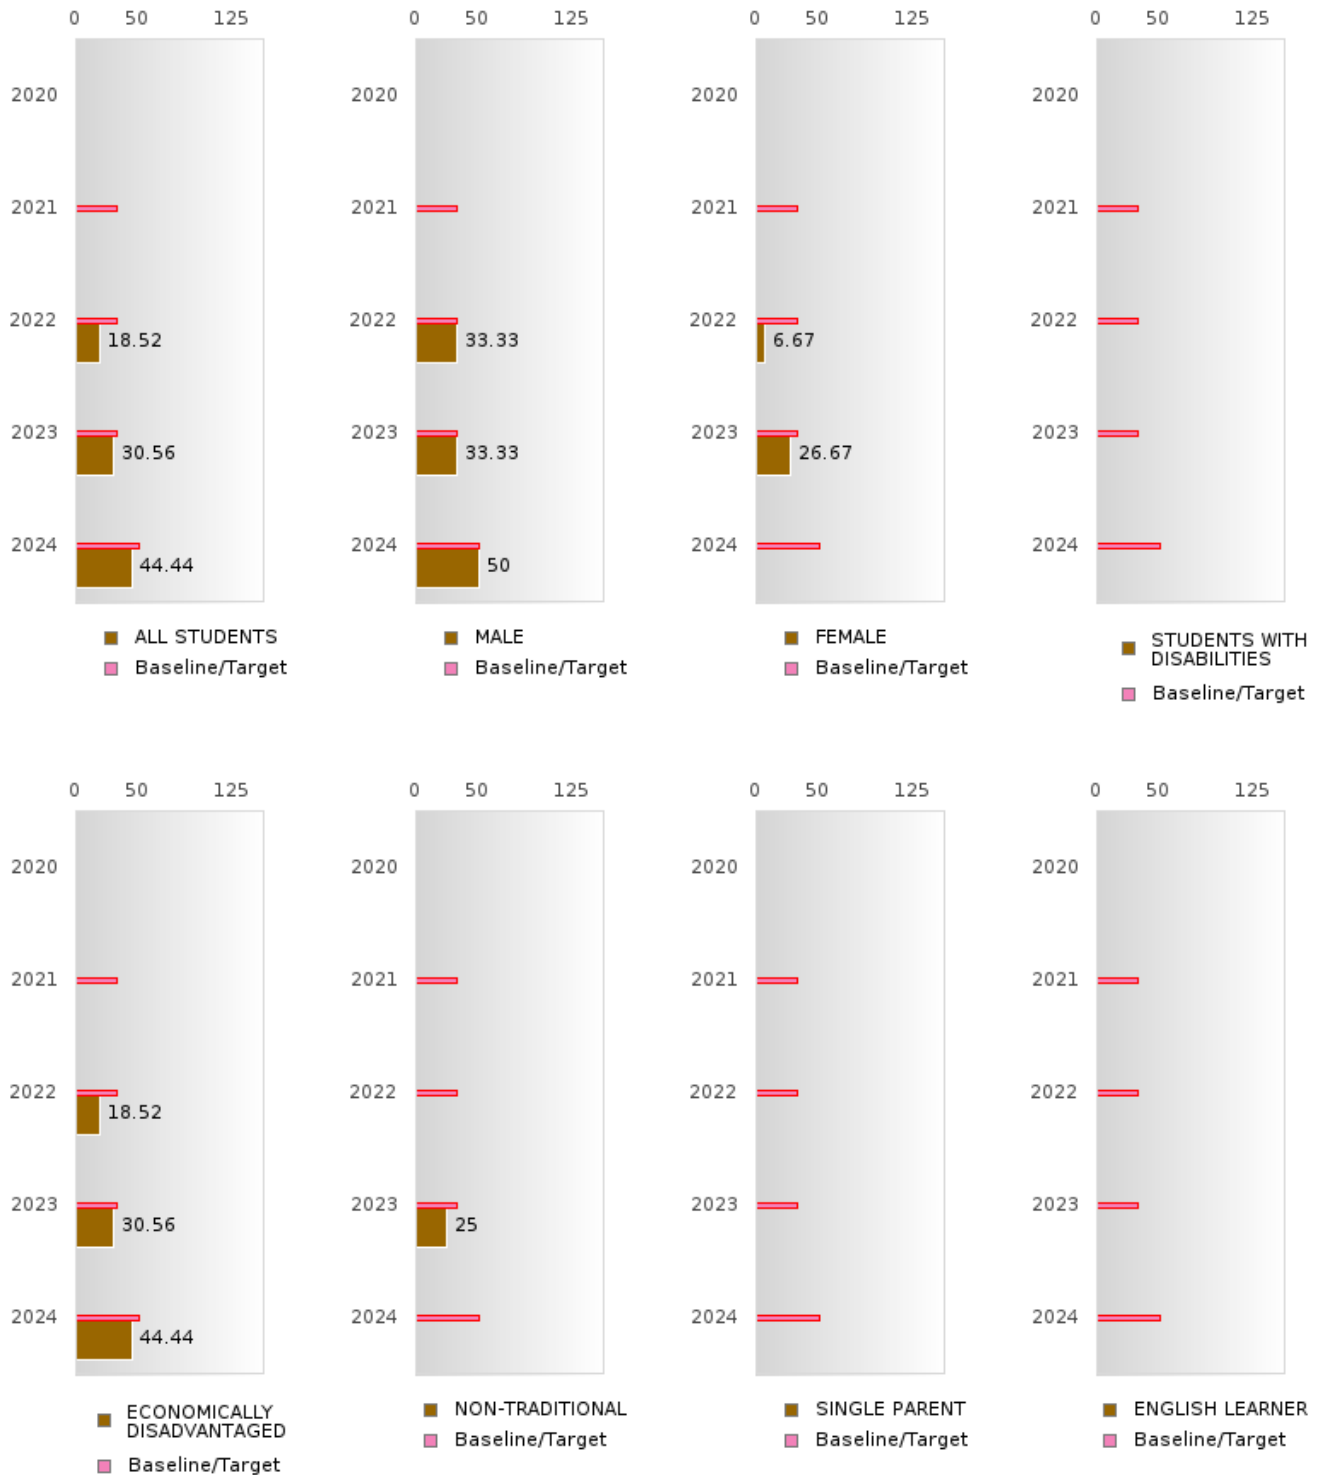 0 50 125 0 50 125 0 50 125 0 50 125
2020 2020 2020 2020
2021 2021 2021 2021
2022 2022 2022 2022
18.52 33.33 6.67
2023 2023 2023 2023
30.56 33.33 26.67
2024 2024 2024 2024
44.44 50
ALL STUDENTS MALE FEMALE STUDENTS WITH
DISABILITIES
Baseline/Target Baseline/Target Baseline/Target Baseline/Target
0 50 125 0 50 125 0 50 125 0 50 125
2020 2020 2020 2020
2021 2021 2021 2021
2022 2022 2022 2022
18.52
2023 2023 2023 2023
30.56 25
2024 2024 2024 2024
44.44
ECONOMICALLY NON-TRADITIONAL SINGLE PARENT ENGLISH LEARNER
DISADVANTAGED
Baseline/Target Baseline/Target Baseline/Target Baseline/Target